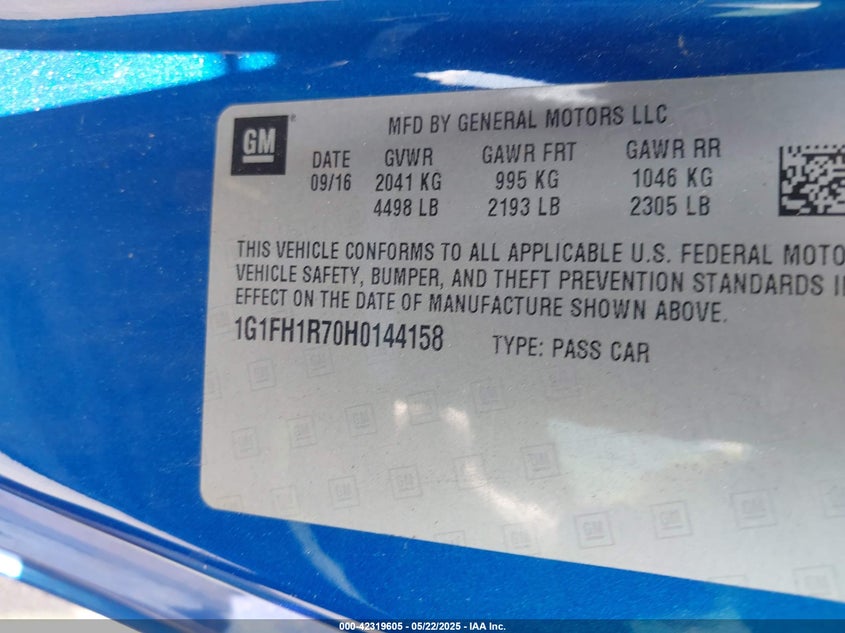 GM
MFD BY GENERAL MOTORS LLC
DATE GVWR GAWR FRT GAWR RR
09/16 2041 KG 995 KG 1046 KG
4498 LB 2193 LB 2305 LB
THIS VEHICLE CONFORMS TO ALL APPLICABLE U.S. FEDERAL MOTO
VEHICLE SAFETY, BUMPER, AND THEFT PREVENTION STANDARDS I
EFFECT ON THE DATE OF MANUFACTURE SHOWN ABOVE.
1G1FH1R70H0144158 TYPE: PASS CAR
000-42319605 - 05/22/2025 - IAA Inc.